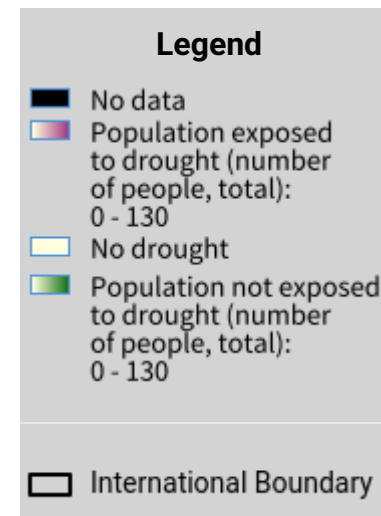 Legend
No data
Population exposed
to drought (number
of people, total):
0 - 130
No drought
Population not exposed
to drought (number
of people, total):
0 - 130
International Boundary